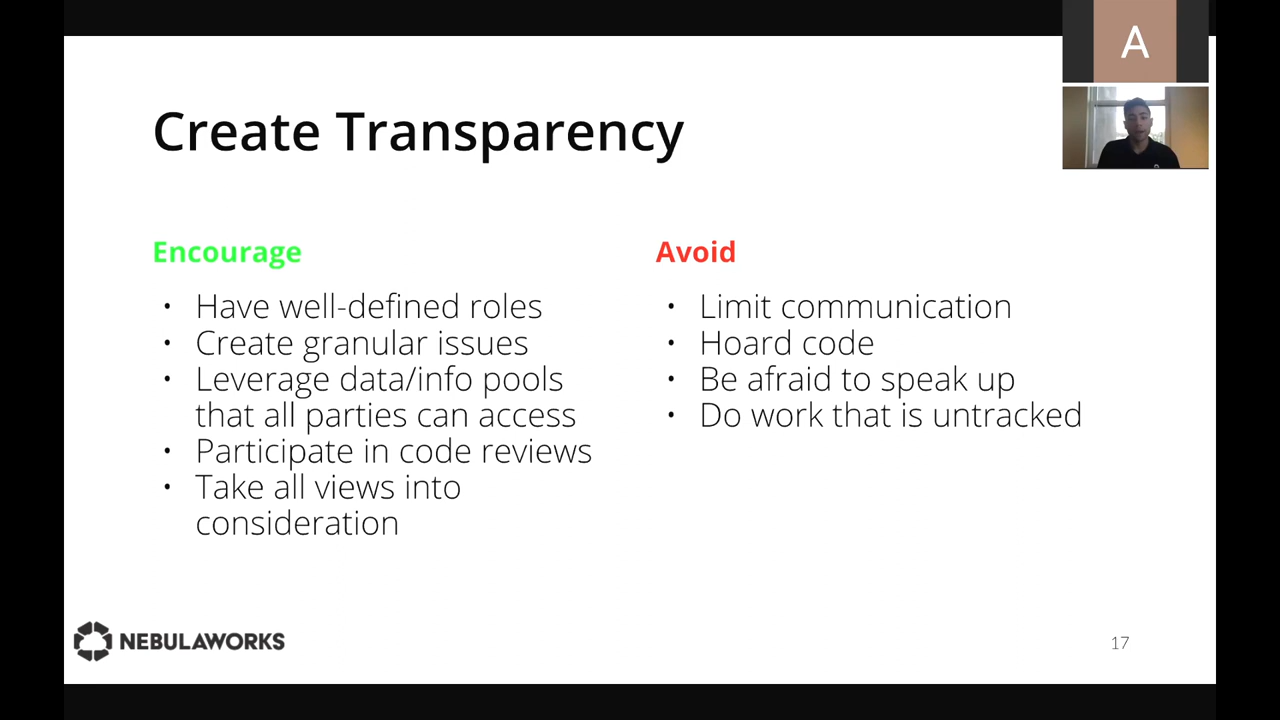 A
Create Transparency
Encourage
• Have well-defined roles
• Create granular issues
• Leverage data/info pools
that all parties can access
• Participate in code reviews
• Take all views into
consideration
Avoid
• Limit communication
• Hoard code
• Be afraid to speak up
• Do work that is untracked
NEBULAWORKS
17